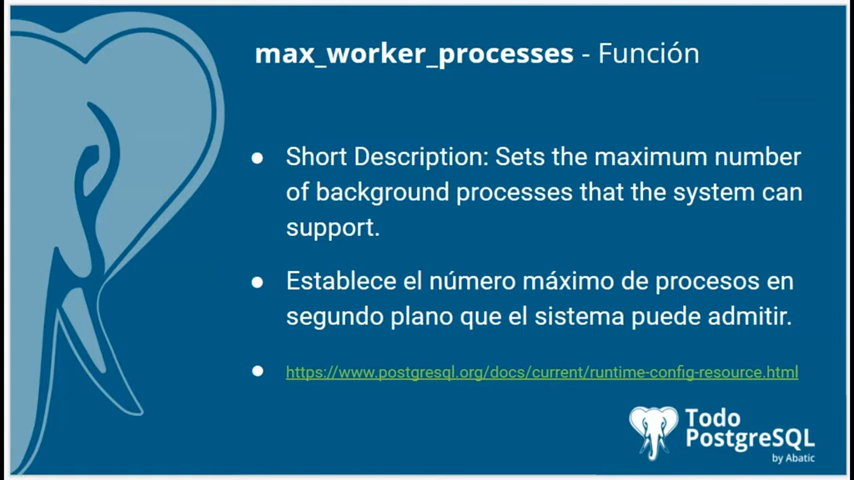 max_worker_processes - Función
● Short Description: Sets the maximum number
of background processes that the system can
support.
● Establece el número máximo de procesos en
segundo plano que el sistema puede admitir.
● https://www.postgresql.org/docs/current/runtime-config-resource.html
Todo
PostgreSQL
by Abatic